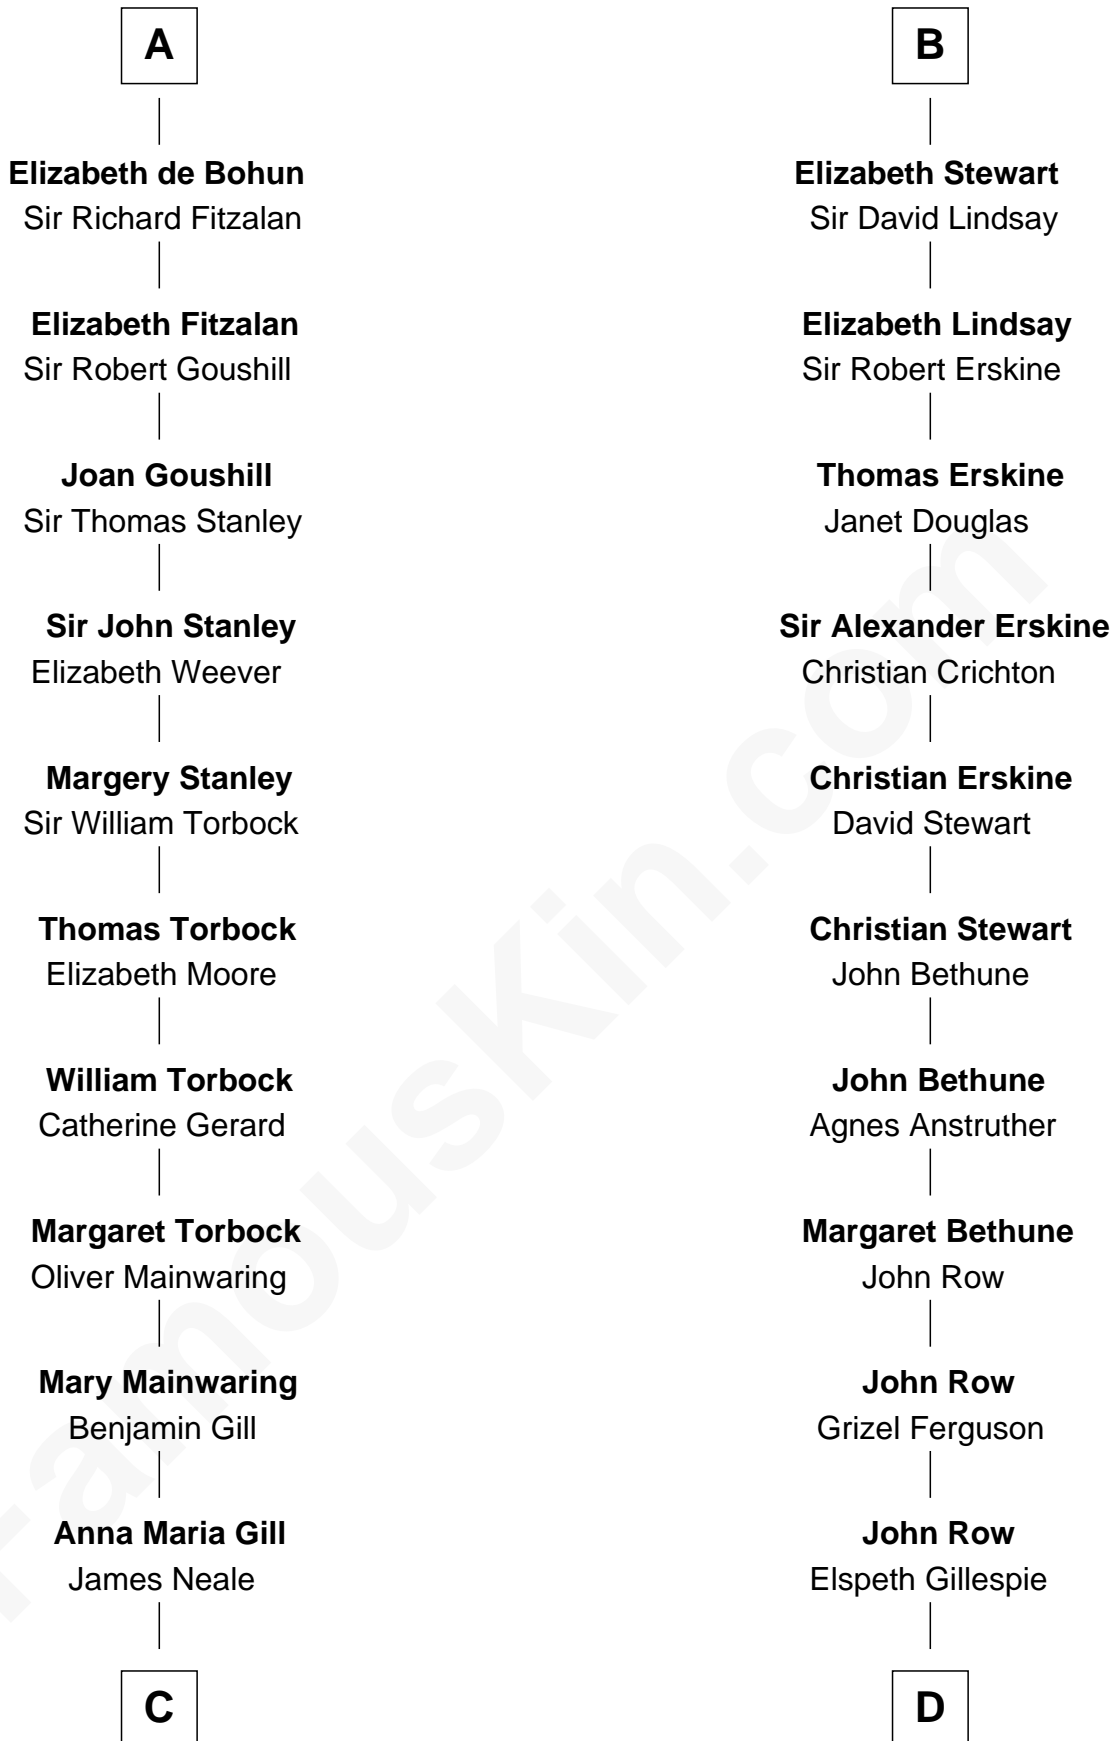 A
Elizabeth de Bohun
Sir Richard Fitzalan
Elizabeth Fitzalan
Sir Robert Goushill
Joan Goushill
Sir Thomas Stanley
Sir John Stanley
Elizabeth Weever
Margery Stanley
Sir William Torbock
Thomas Torbock
Elizabeth Moore
William Torbock
Catherine Gerard
Margaret Torbock
Oliver Mainwaring
Mary Mainwaring
Benjamin Gill
Anna Maria Gill
James Neale
C
B
Elizabeth Stewart
Sir David Lindsay
Elizabeth Lindsay
Sir Robert Erskine
Thomas Erskine
Janet Douglas
Sir Alexander Erskine
Christian Crichton
Christian Erskine
David Stewart
Christian Stewart
John Bethune
John Bethune
Agnes Anstruther
Margaret Bethune
John Row
John Row
Grizel Ferguson
John Row
Elspeth Gillespie
D
FamousKin.com